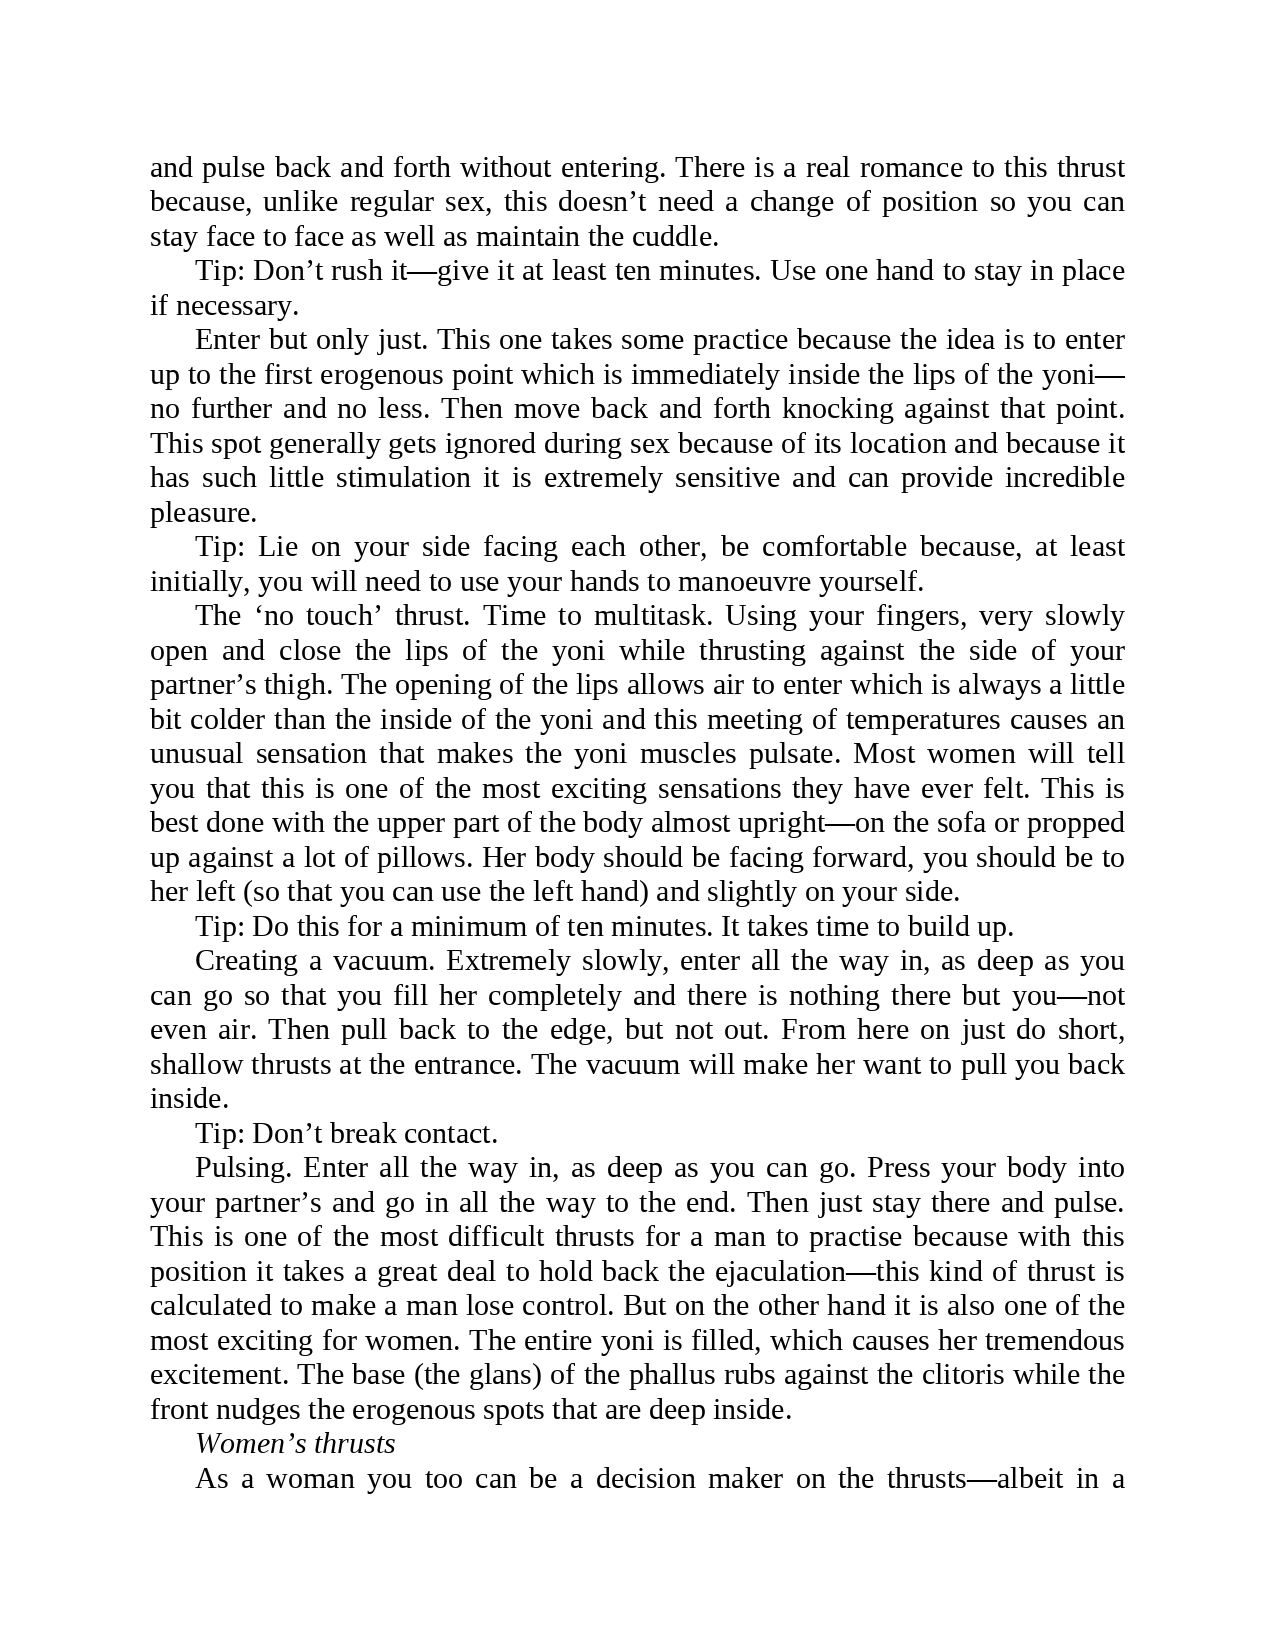 and pulse back and forth without entering. There is a real romance to this thrust
because, unlike regular sex, this doesn’t need a change of position so you can
stay face to face as well as maintain the cuddle.
Tip: Don’t rush it—give it at least ten minutes. Use one hand to stay in place
if necessary.
Enter but only just. This one takes some practice because the idea is to enter
up to the first erogenous point which is immediately inside the lips of the yoni—
no further and no less. Then move back and forth knocking against that point.
This spot generally gets ignored during sex because of its location and because it
has such little stimulation it is extremely sensitive and can provide incredible
pleasure.
Tip: Lie on your side facing each other, be comfortable because, at least
initially, you will need to use your hands to manoeuvre yourself.
The ‘no touch’ thrust. Time to multitask. Using your fingers, very slowly
open and close the lips of the yoni while thrusting against the side of your
partner’s thigh. The opening of the lips allows air to enter which is always a little
bit colder than the inside of the yoni and this meeting of temperatures causes an
unusual sensation that makes the yoni muscles pulsate. Most women will tell
you that this is one of the most exciting sensations they have ever felt. This is
best done with the upper part of the body almost upright—on the sofa or propped
up against a lot of pillows. Her body should be facing forward, you should be to
her left (so that you can use the left hand) and slightly on your side.
Tip: Do this for a minimum of ten minutes. It takes time to build up.
Creating a vacuum. Extremely slowly, enter all the way in, as deep as you
can go so that you fill her completely and there is nothing there but you—not
even air. Then pull back to the edge, but not out. From here on just do short,
shallow thrusts at the entrance. The vacuum will make her want to pull you back
inside.
Tip: Don’t break contact.
Pulsing. Enter all the way in, as deep as you can go. Press your body into
your partner’s and go in all the way to the end. Then just stay there and pulse.
This is one of the most difficult thrusts for a man to practise because with this
position it takes a great deal to hold back the ejaculation—this kind of thrust is
calculated to make a man lose control. But on the other hand it is also one of the
most exciting for women. The entire yoni is filled, which causes her tremendous
excitement. The base (the glans) of the phallus rubs against the clitoris while the
front nudges the erogenous spots that are deep inside.
Women’s thrusts
As a woman you too can be a decision maker on the thrusts—albeit in a